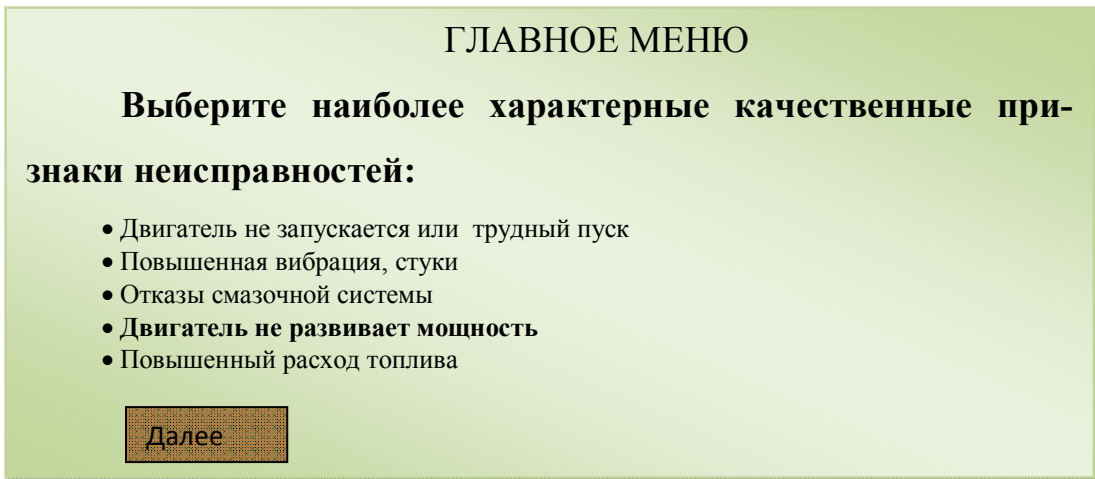 ГЛАВНОЕ МЕНЮ
Выберите наиболее характерные качественные при-
знаки неисправностей:
• Двигатель не запускается или трудный пуск
• Повышенная вибрация, стуки
• Отказы смазочной системы
• Двигатель не развивает мощность
• Повышенный расход топлива
Далее